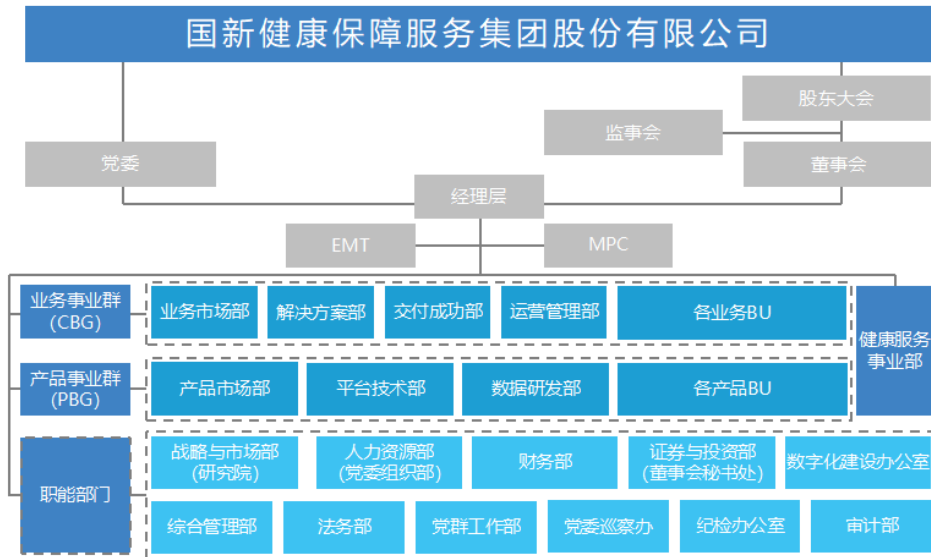 国新健康保障服务集团股份有限公司
股东大会
监事会
党委
董事会
经理层
EMT
MPC
业务事业群
(CBG)
业务市场部
解决方案部
交付成功部
运营管理部
各业务BU
健康服务
事业部
产品事业群
(PBG)
产品市场部
平台技术部
数据研发部
各产品BU
职能部门
战略与市场部
(研究院)
人力资源部
(党委组织部)
财务部
证券与投资部
(董事会秘书处)
数字化建设办公室
综合管理部
法务部
党群工作部
党委巡察办
纪检办公室
审计部